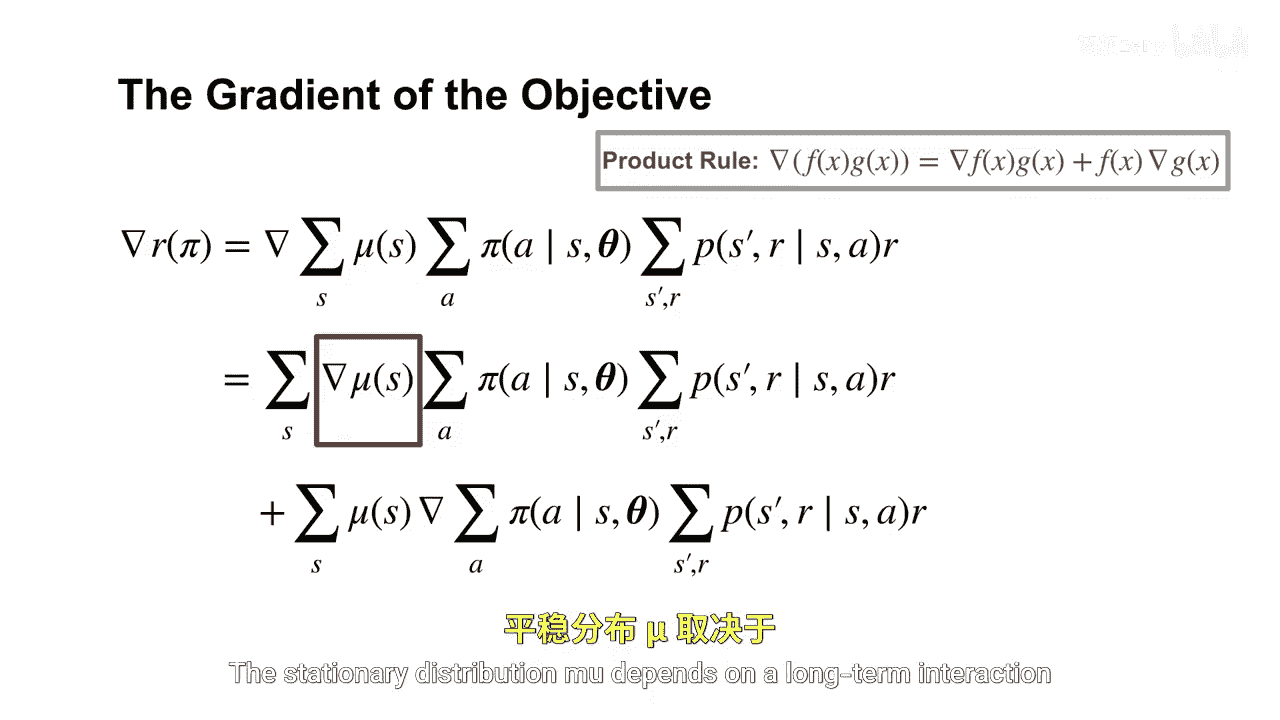 The Gradient of the Objective
Product Rule: ∇(f(x)g(x)) = ∇f(x)g(x) + f(x)∇g(x)
∇r(π) = ∇ ∑_s μ(s) ∑_a π(a | s, θ) ∑_{s′,r} p(s′, r | s, a)r
= ∑_s ∇μ(s) ∑_a π(a | s, θ) ∑_{s′,r} p(s′, r | s, a)r
+ ∑_s μ(s) ∇ ∑_a π(a | s, θ) ∑_{s′,r} p(s′, r | s, a)r
平稳分布 μ 取决于
The stationary distribution mu depends on a long-term interaction